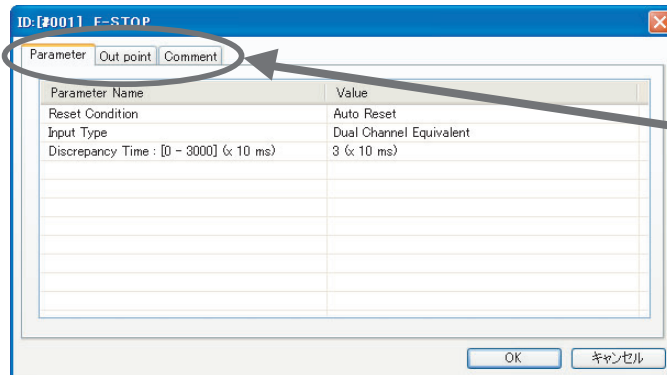 ID:[#001] E-STOP
Parameter Out point Comment
Parameter Name Value
Reset Condition Auto Reset
Input Type Dual Channel Equivalent
Discrepancy Time : [0 - 3000] (x 10 ms) 3 (x 10 ms)
OK キャンセル